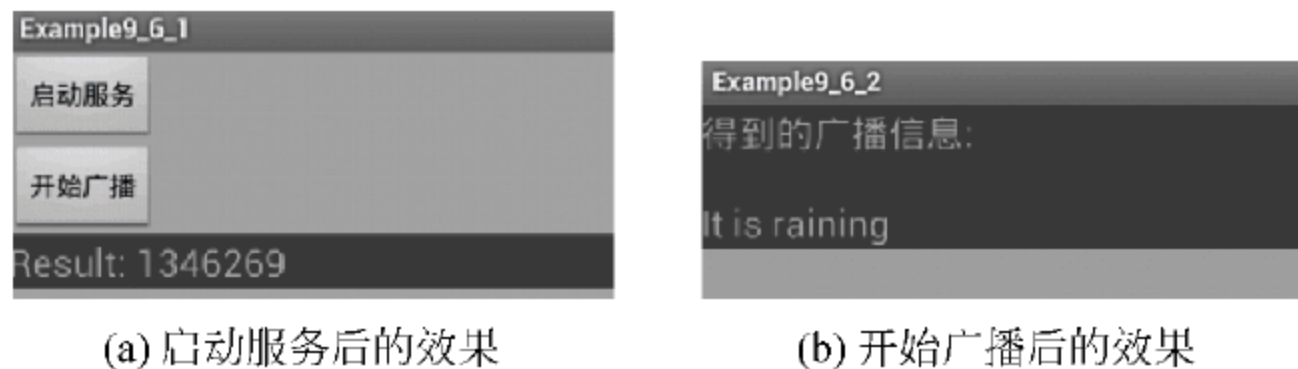 Example9_6_1
启动服务
开始广播
Result: 1346269
(a) 启动服务后的效果
Example9_6_2
得到的广播信息:
It is raining
(b) 开始广播后的效果